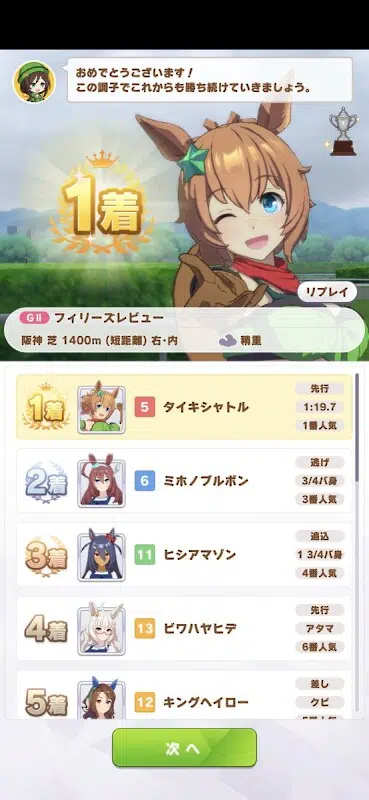 おめでとうございます！
この調子でこれからも勝ち続けていきましょう。
1着
リプレイ
GⅡ フィリーズレビュー
阪神 芝 1400m (短距離) 右・内 稍重
1着 5 タイキシャトル 先行 1:19.7 1番人気
2着 6 ミホノブルボン 逃げ 3/4バ身 3番人気
3着 11 ヒシアマゾン 追込 1 3/4バ身 4番人気
4着 13 ビワハヤヒデ 先行 アタマ 6番人気
5着 12 キングヘイロー 差し クビ
次へ